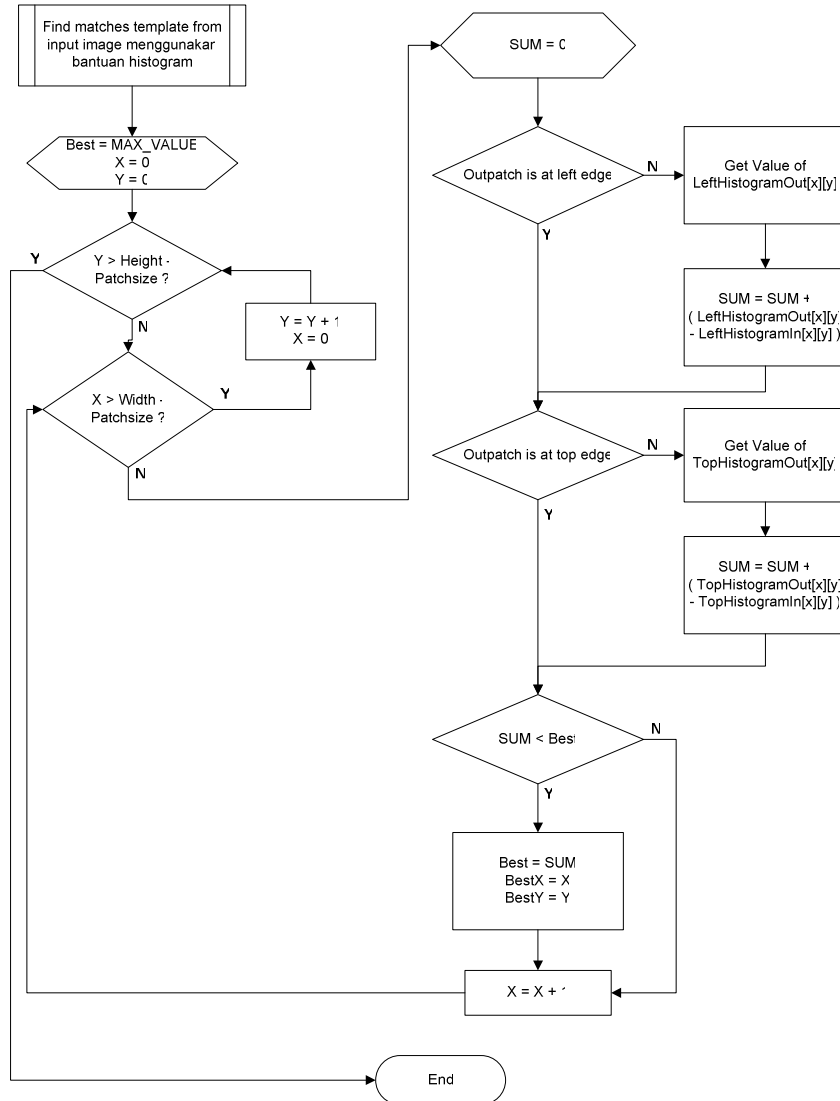 Find matches template from
input image menggunakar
bantuan histogram
Best = MAX_VALUE
X = 0
Y = 0
Y > Height -
Patchsize ?
Y
N
Y = Y + 1
X = 0
X > Width -
Patchsize ?
Y
N
SUM = 0
Outpatch is at left edge
N
Y
Get Value of
LeftHistogramOut[x][y]
SUM = SUM +
( LeftHistogramOut[x][y]
- LeftHistogramIn[x][y] )
Outpatch is at top edge
N
Y
Get Value of
TopHistogramOut[x][y]
SUM = SUM +
( TopHistogramOut[x][y]
- TopHistogramIn[x][y] )
SUM < Best
N
Y
Best = SUM
BestX = X
BestY = Y
X = X + 1
End